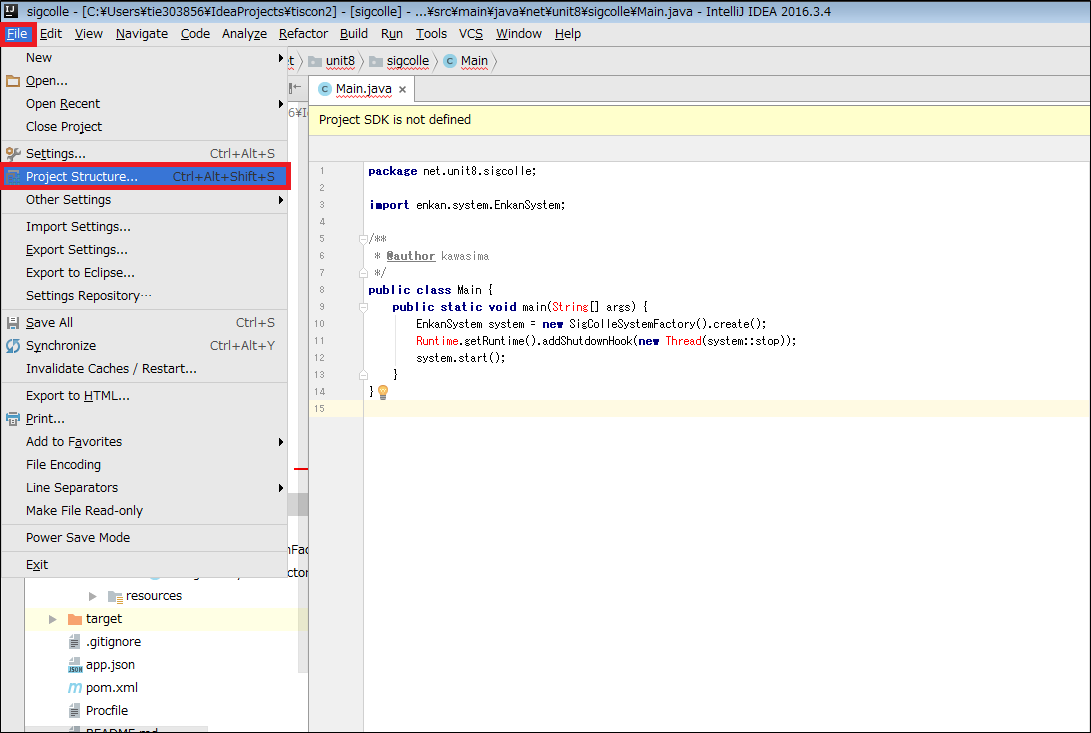 sigcolle - [C:¥Users¥tie303856¥IdeaProjects¥tiscon2] - [sigcolle] - ...¥src¥main¥java¥net¥unit8¥sigcolle¥Main.java - IntelliJ IDEA 2016.3.4
File Edit View Navigate Code Analyze Refactor Build Run Tools VCS Window Help
unit8 sigcolle Main
New
Open...
Open Recent
Close Project
Settings... Ctrl+Alt+S
Project Structure... Ctrl+Alt+Shift+S
Other Settings
Import Settings...
Export Settings...
Export to Eclipse...
Settings Repository…
Save All Ctrl+S
Synchronize Ctrl+Alt+Y
Invalidate Caches / Restart...
Export to HTML...
Print...
Add to Favorites
File Encoding
Line Separators
Make File Read-only
Power Save Mode
Exit
resources
target
.gitignore
app.json
pom.xml
Procfile
README.md
Main.java
Project SDK is not defined
1 package net.unit8.sigcolle;
2
3 import enkan.system.EnkanSystem;
4
5 /**
6 * @author kawasima
7 */
8 public class Main {
9 public static void main(String[] args) {
10 EnkanSystem system = new SigColleSystemFactory().create();
11 Runtime.getRuntime().addShutdownHook(new Thread(system::stop));
12 system.start();
13 }
14 }
15